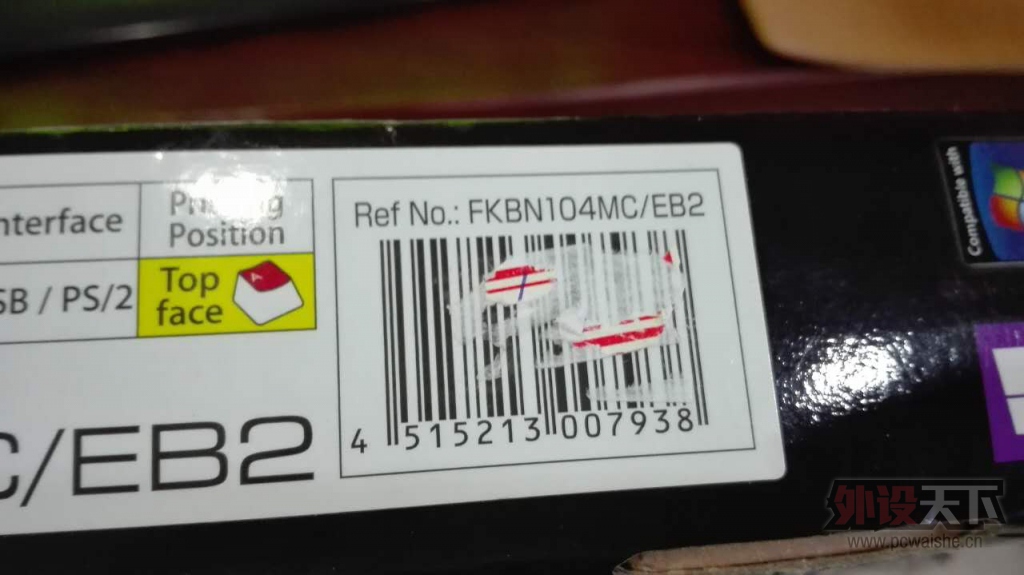 nterface
Printing
Position
SB / PS/2
Top
face
A
C/EB2
Ref No.: FKBN104MC/EB2
4 515213 007938
Compatible with
外设天下
www.pcwaishe.cn